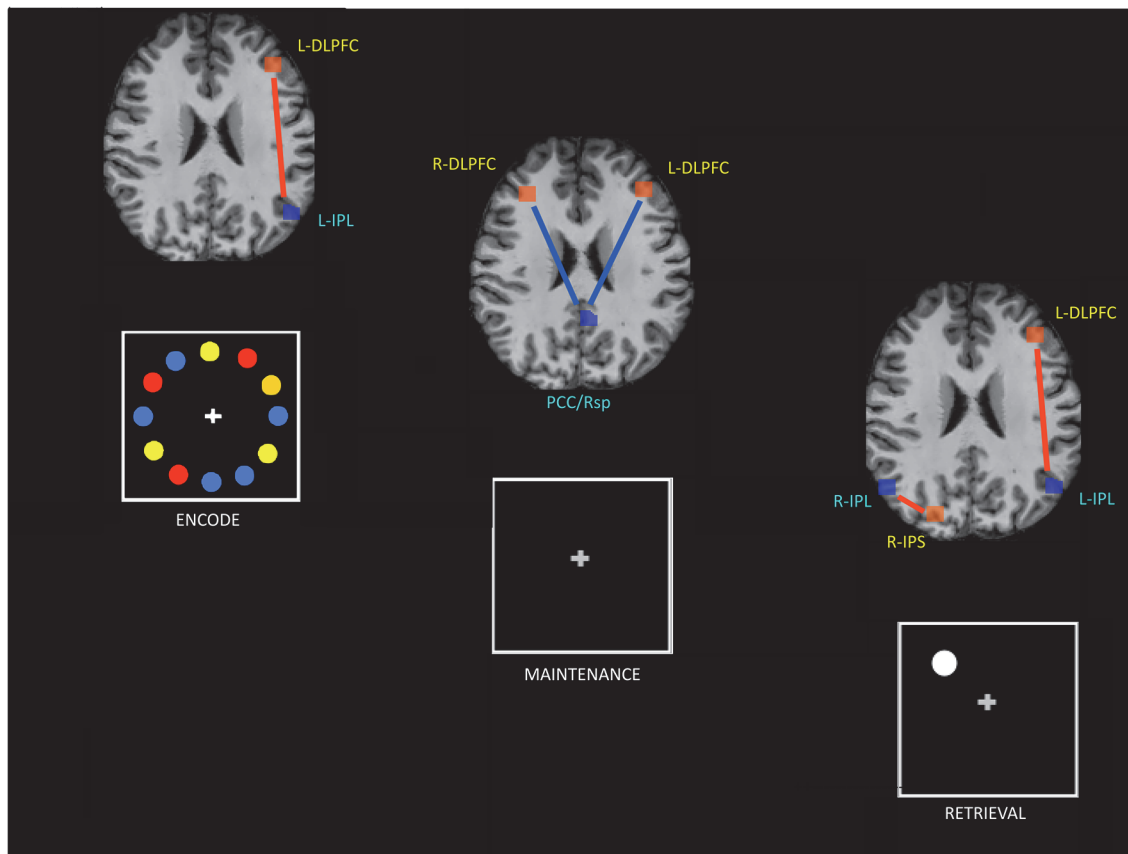 L-DLPFC
L-IPL
ENCODE
R-DLPFC
L-DLPFC
PCC/Rsp
MAINTENANCE
L-DLPFC
R-IPL
L-IPL
R-IPS
RETRIEVAL